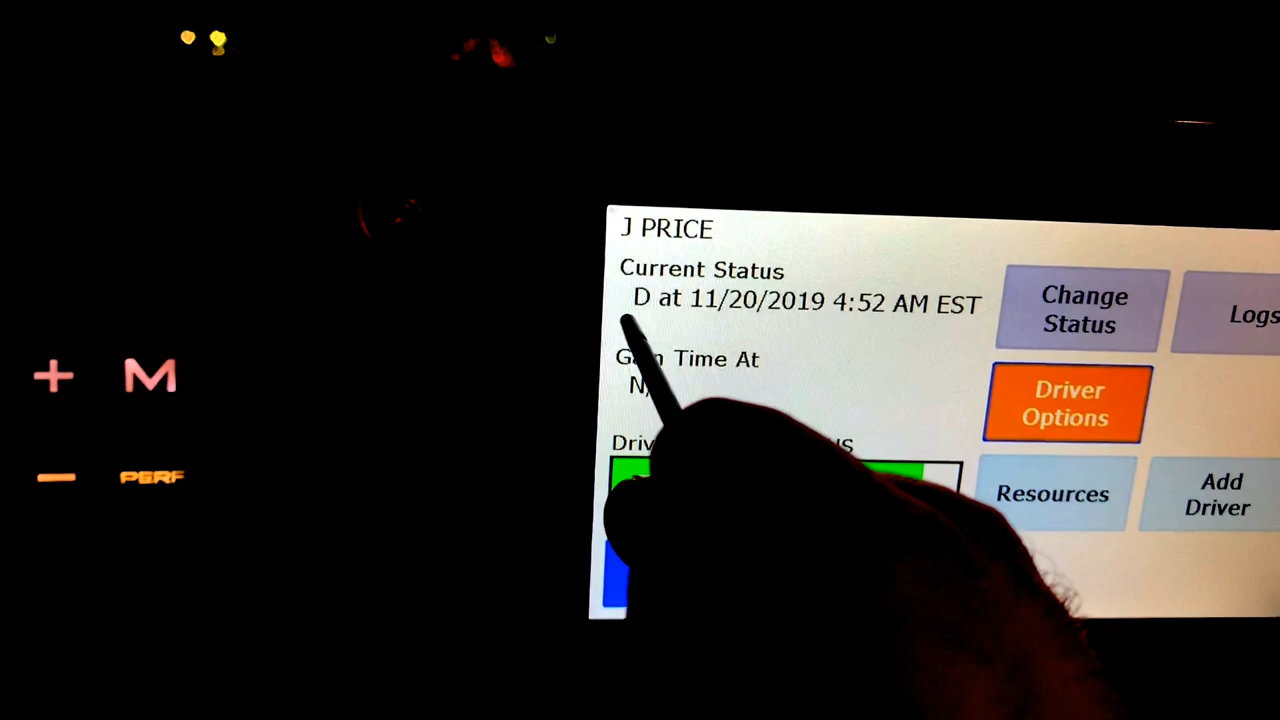 J PRICE
Current Status
D at 11/20/2019 4:52 AM EST
Change
Status
Logs
Time At
Driver
Options
Resources
Add
Driver
+ M
- PERF